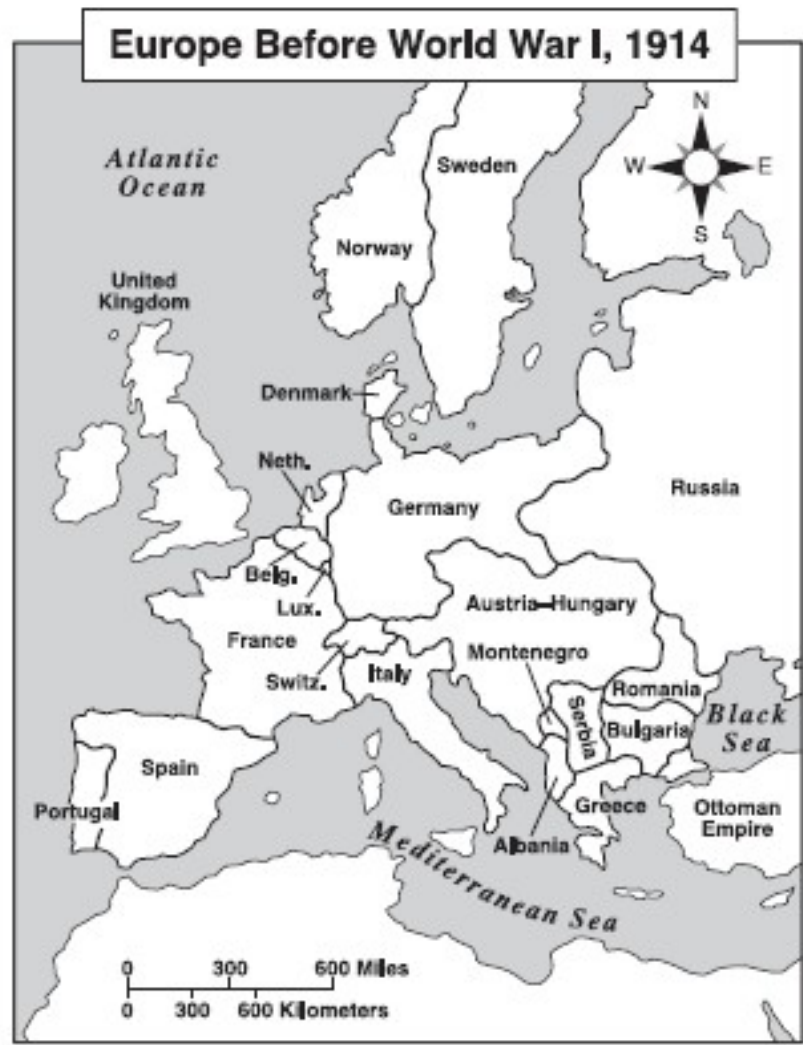 Europe Before World War I, 1914
N
W
E
S
Atlantic
Ocean
Sweden
Norway
United
Kingdom
Denmark
Neth.
Germany
Russia
Belg.
Lux.
Austria–Hungary
France
Montenegro
Switz.
Italy
Romania
Serbia
Bulgaria
Black
Sea
Spain
Portugal
Greece
Ottoman
Empire
Albania
Mediterranean Sea
0 300 600 Miles
0 300 600 Kilometers